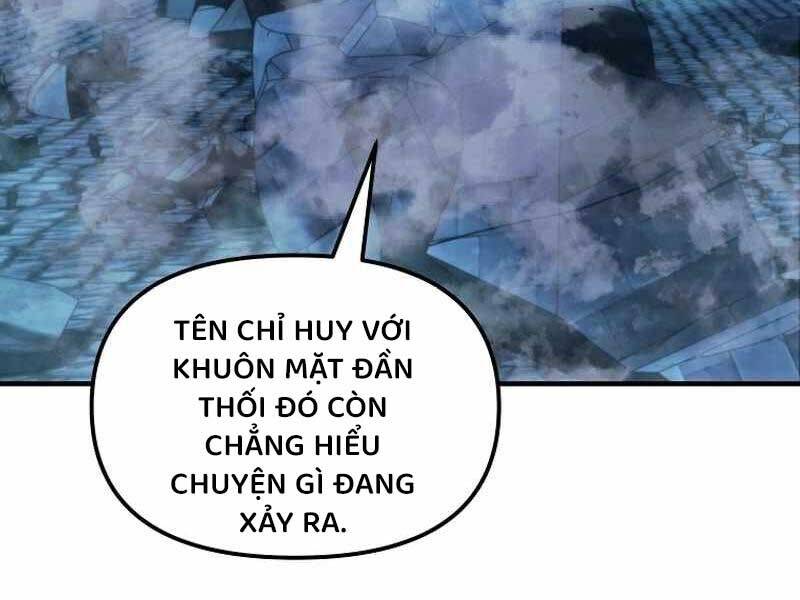 TÊN CHỈ HUY VỚI
KHUÔN MẶT ĐẦN
THỐI ĐÓ CÒN
CHẲNG HIỂU
CHUYỆN GÌ ĐANG
XẢY RA.